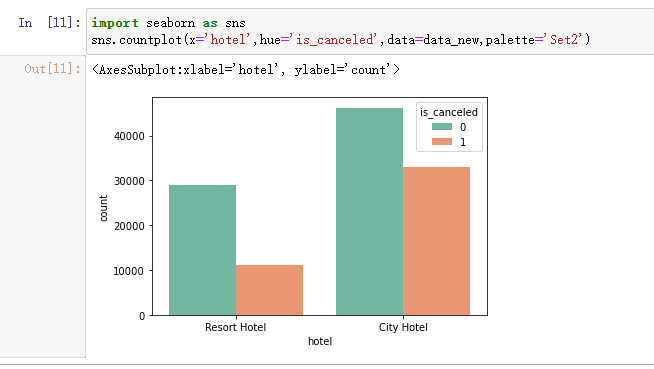 In [11]: import seaborn as sns
sns.countplot(x='hotel',hue='is_canceled',data=data_new,palette='Set2')
Out[11]: <AxesSubplot:xlabel='hotel', ylabel='count'>
is_canceled
0
1
40000
30000
20000
10000
0
count
Resort Hotel City Hotel
hotel